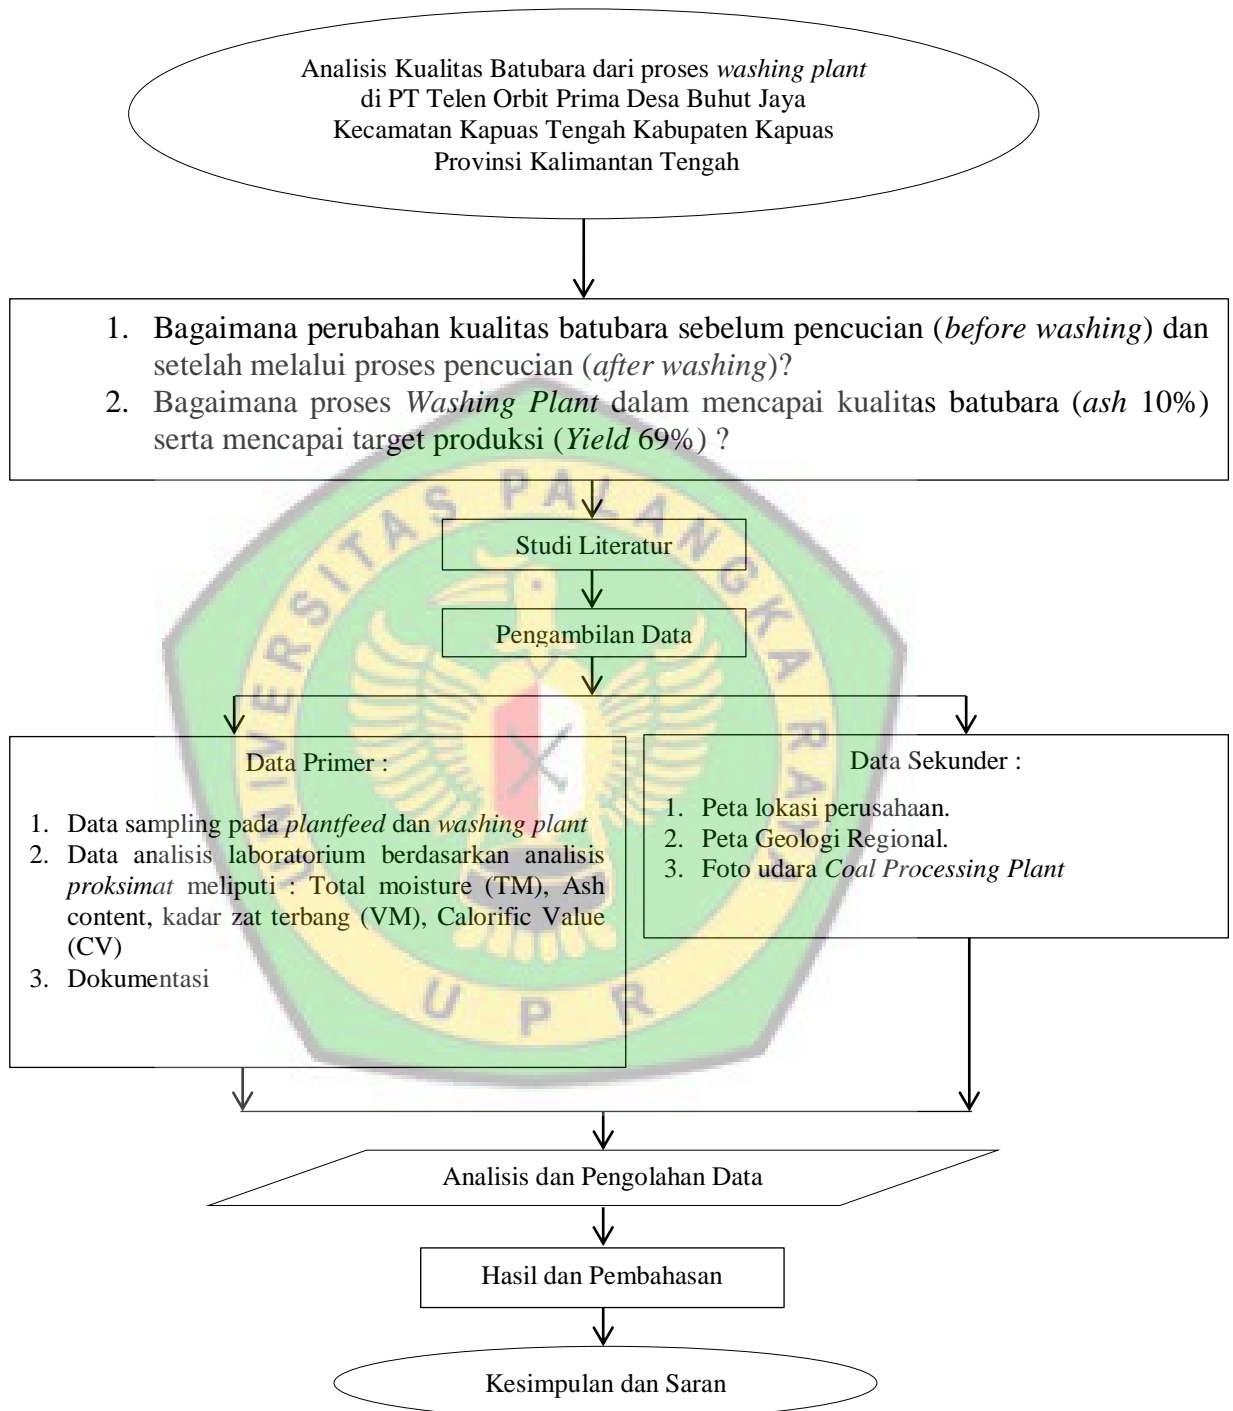 Analisis Kualitas Batubara dari proses washing plant
di PT Telen Orbit Prima Desa Buhut Jaya
Kecamatan Kapuas Tengah Kabupaten Kapuas
Provinsi Kalimantan Tengah
1. Bagaimana perubahan kualitas batubara sebelum pencucian (before washing) dan
setelah melalui proses pencucian (after washing)?
2. Bagaimana proses Washing Plant dalam mencapai kualitas batubara (ash 10%)
serta mencapai target produksi (Yield 69%) ?
UNIVERSITAS PALANGKA RAYA
Studi Literatur
Pengambilan Data
Data Primer :
1. Data sampling pada plantfeed dan washing plant
2. Data analisis laboratorium berdasarkan analisis
proksimat meliputi : Total moisture (TM), Ash
content, kadar zat terbang (VM), Calorific Value
(CV)
3. Dokumentasi
Data Sekunder :
1. Peta lokasi perusahaan.
2. Peta Geologi Regional.
3. Foto udara Coal Processing Plant
UPR
Analisis dan Pengolahan Data
Hasil dan Pembahasan
Kesimpulan dan Saran